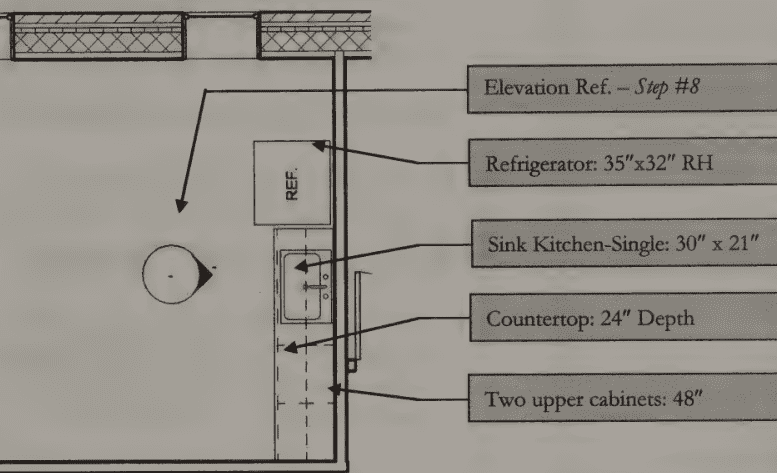 Elevation Ref. – Step #8
Refrigerator: 35″x32″ RH
REF.
Sink Kitchen-Single: 30″ x 21″
Countertop: 24″ Depth
Two upper cabinets: 48″